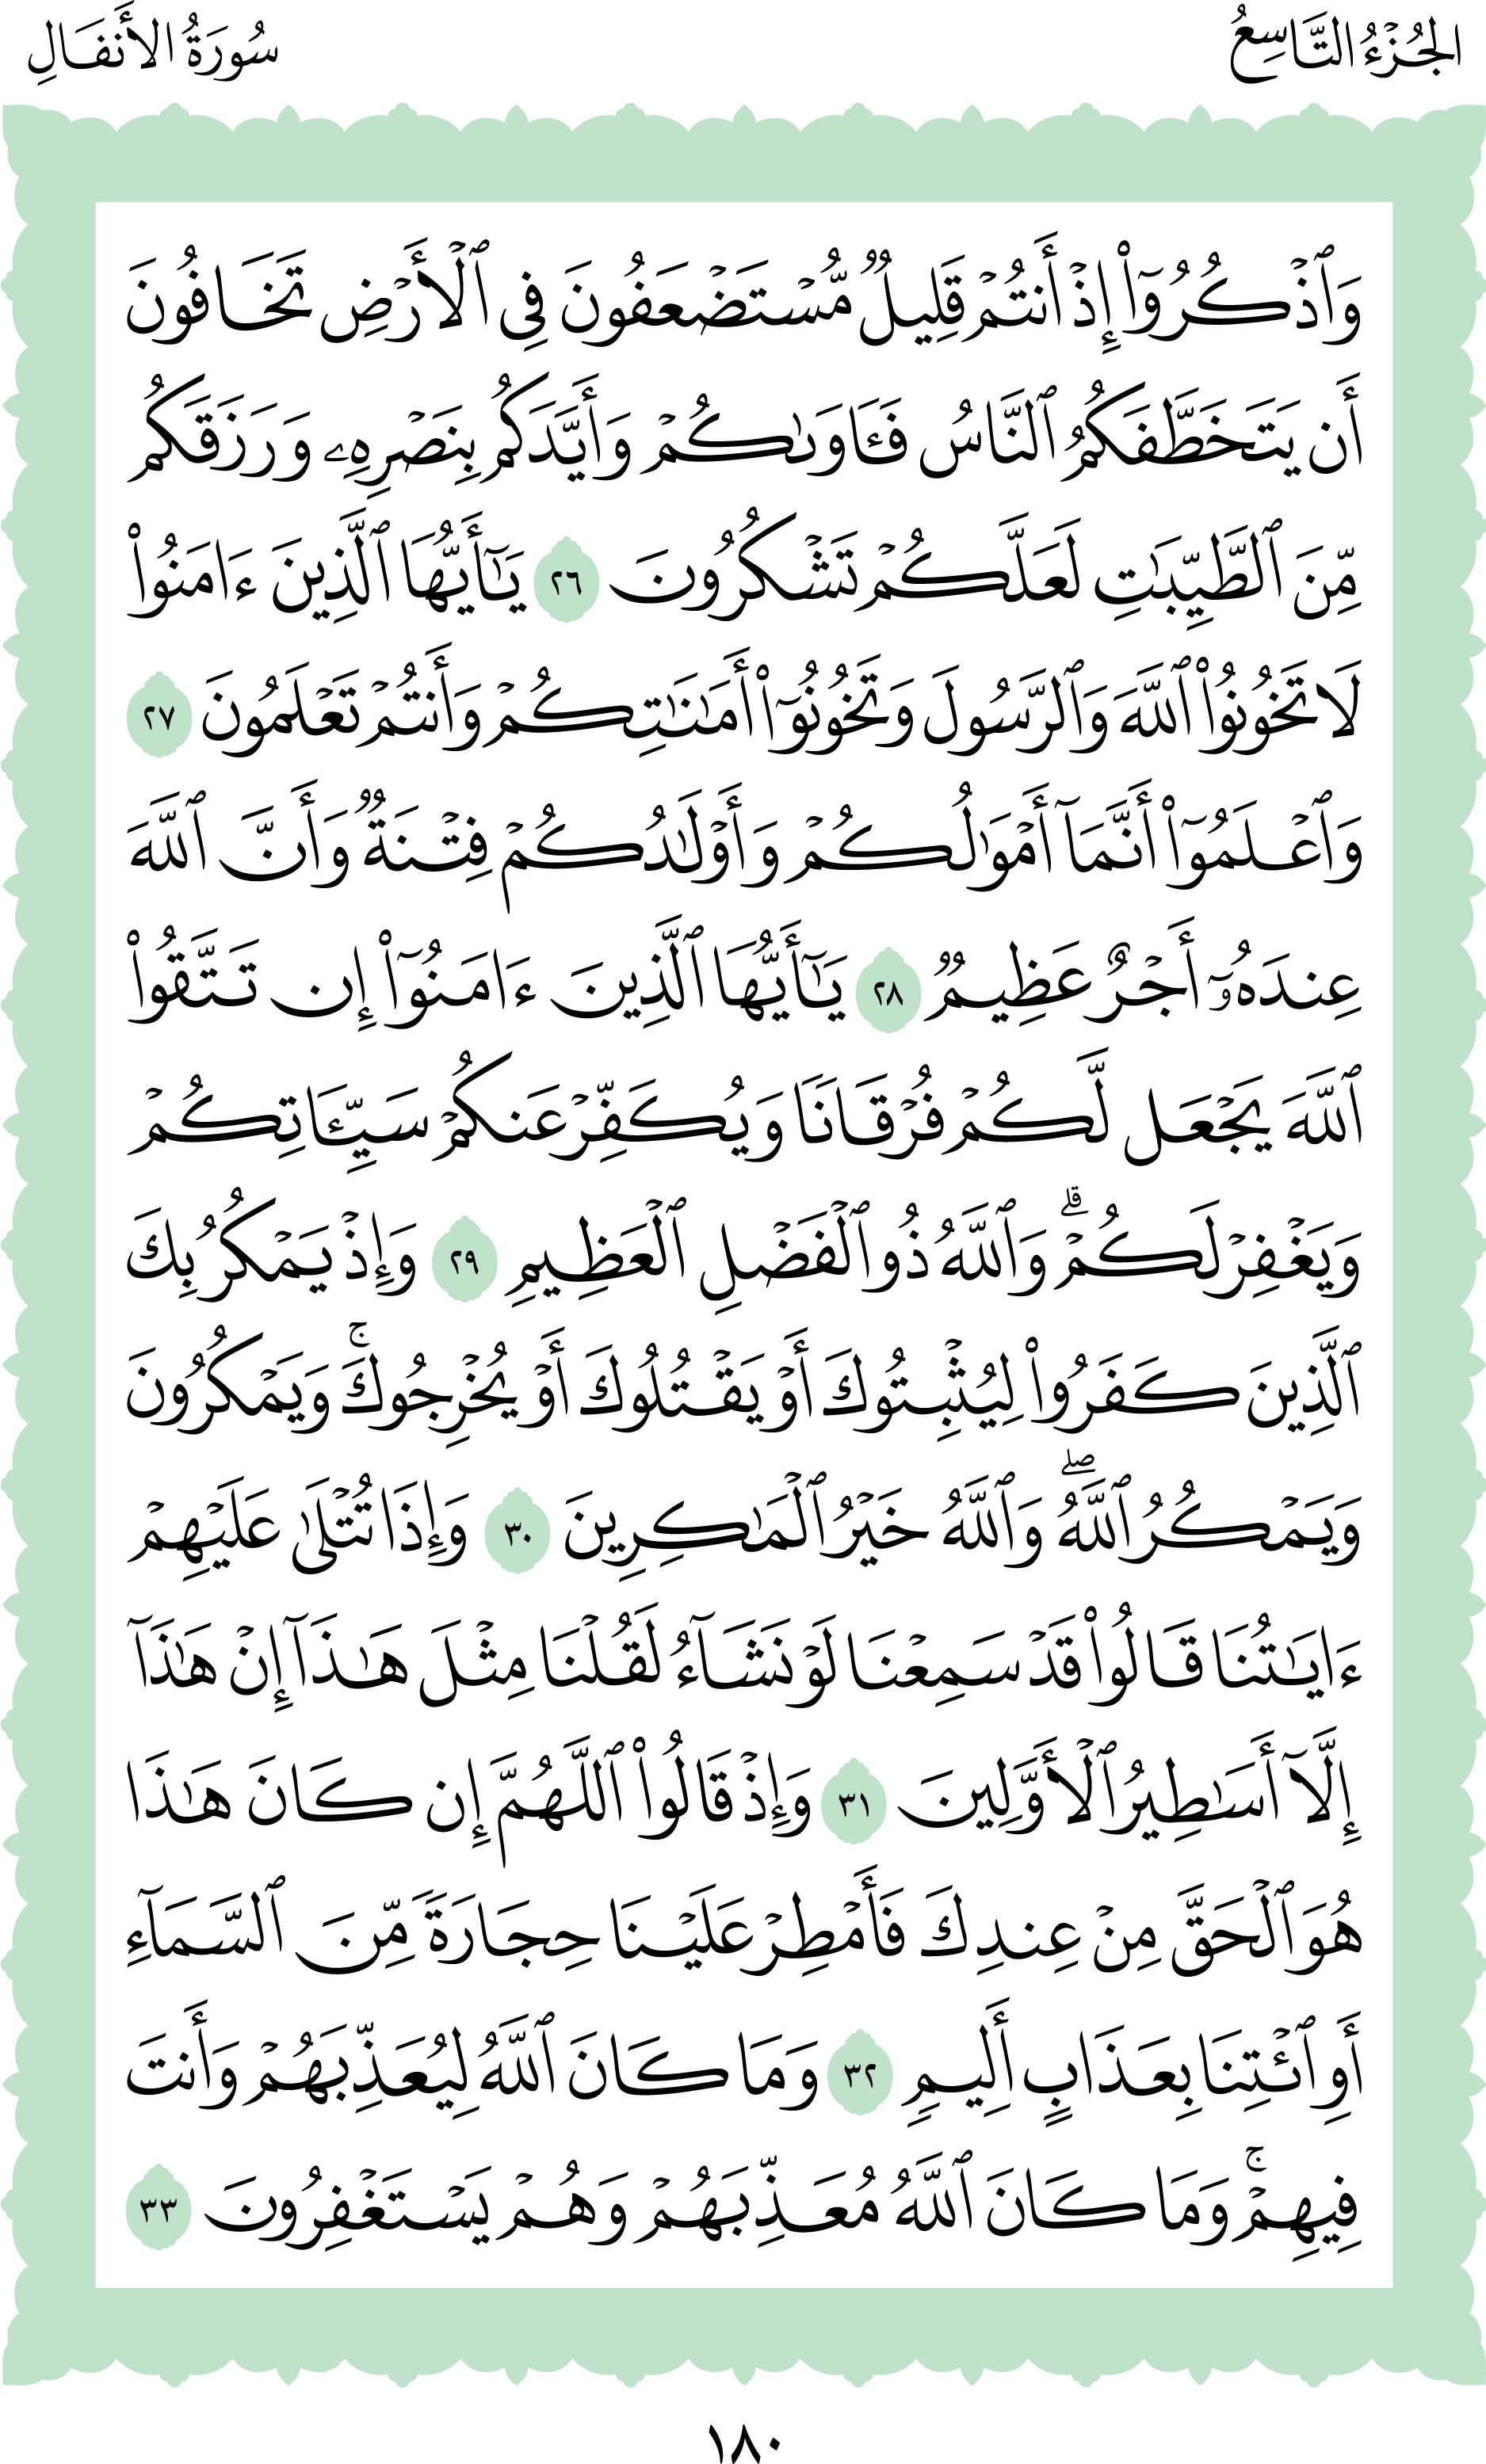 الجُزْءُ التَّاسِعُ
سُورَةُ الأَنفَالِ
وَٱذْكُرُوٓا۟ إِذْ أَنتُمْ قَلِيلٌ مُّسْتَضْعَفُونَ فِى ٱلْأَرْضِ تَخَافُونَ
أَن يَتَخَطَّفَكُمُ ٱلنَّاسُ فَـَٔاوَىٰكُمْ وَأَيَّدَكُم بِنَصْرِهِۦ وَرَزَقَكُم
مِّنَ ٱلطَّيِّبَـٰتِ لَعَلَّكُمْ تَشْكُرُونَ ٢٦ يَـٰٓأَيُّهَا ٱلَّذِينَ ءَامَنُوا۟
لَا تَخُونُوا۟ ٱللَّهَ وَٱلرَّسُولَ وَتَخُونُوٓا۟ أَمَـٰنَـٰتِكُمْ وَأَنتُمْ تَعْلَمُونَ ٢٧
وَٱعْلَمُوٓا۟ أَنَّمَآ أَمْوَٰلُكُمْ وَأَوْلَـٰدُكُمْ فِتْنَةٌ وَأَنَّ ٱللَّهَ
عِندَهُۥٓ أَجْرٌ عَظِيمٌ ٢٨ يَـٰٓأَيُّهَا ٱلَّذِينَ ءَامَنُوٓا۟ إِن تَتَّقُوا۟
ٱللَّهَ يَجْعَل لَّكُمْ فُرْقَانًا وَيُكَفِّرْ عَنكُمْ سَيِّـَٔاتِكُمْ
وَيَغْفِرْ لَكُمْ ۗ وَٱللَّهُ ذُو ٱلْفَضْلِ ٱلْعَظِيمِ ٢٩ وَإِذْ يَمْكُرُ بِكَ
ٱلَّذِينَ كَفَرُوا۟ لِيُثْبِتُوكَ أَوْ يَقْتُلُوكَ أَوْ يُخْرِجُوكَ ۚ وَيَمْكُرُونَ
وَيَمْكُرُ ٱللَّهُ ۖ وَٱللَّهُ خَيْرُ ٱلْمَـٰكِرِينَ ٣٠ وَإِذَا تُتْلَىٰ عَلَيْهِمْ
ءَايَـٰتُنَا قَالُوا۟ قَدْ سَمِعْنَا لَوْ نَشَآءُ لَقُلْنَا مِثْلَ هَـٰذَآ إِنْ هَـٰذَآ
إِلَّآ أَسَـٰطِيرُ ٱلْأَوَّلِينَ ٣١ وَإِذْ قَالُوا۟ ٱللَّهُمَّ إِن كَانَ هَـٰذَا
هُوَ ٱلْحَقَّ مِنْ عِندِكَ فَأَمْطِرْ عَلَيْنَا حِجَارَةً مِّنَ ٱلسَّمَآءِ
أَوِ ٱئْتِنَا بِعَذَابٍ أَلِيمٍ ٣٢ وَمَا كَانَ ٱللَّهُ لِيُعَذِّبَهُمْ وَأَنتَ
فِيهِمْ ۚ وَمَا كَانَ ٱللَّهُ مُعَذِّبَهُمْ وَهُمْ يَسْتَغْفِرُونَ ٣٣
١٨٠